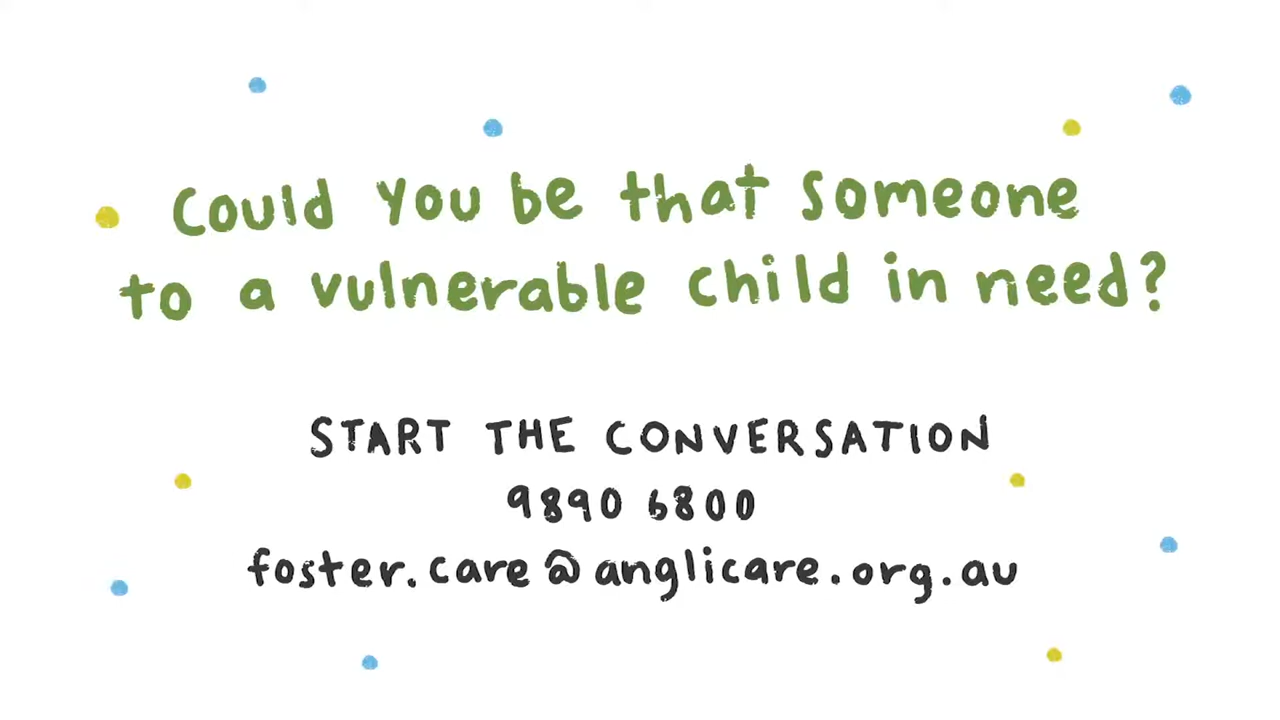 Could you be that someone
to a vulnerable child in need?
START THE CONVERSATION
9890 6800
foster.care@anglicare.org.au